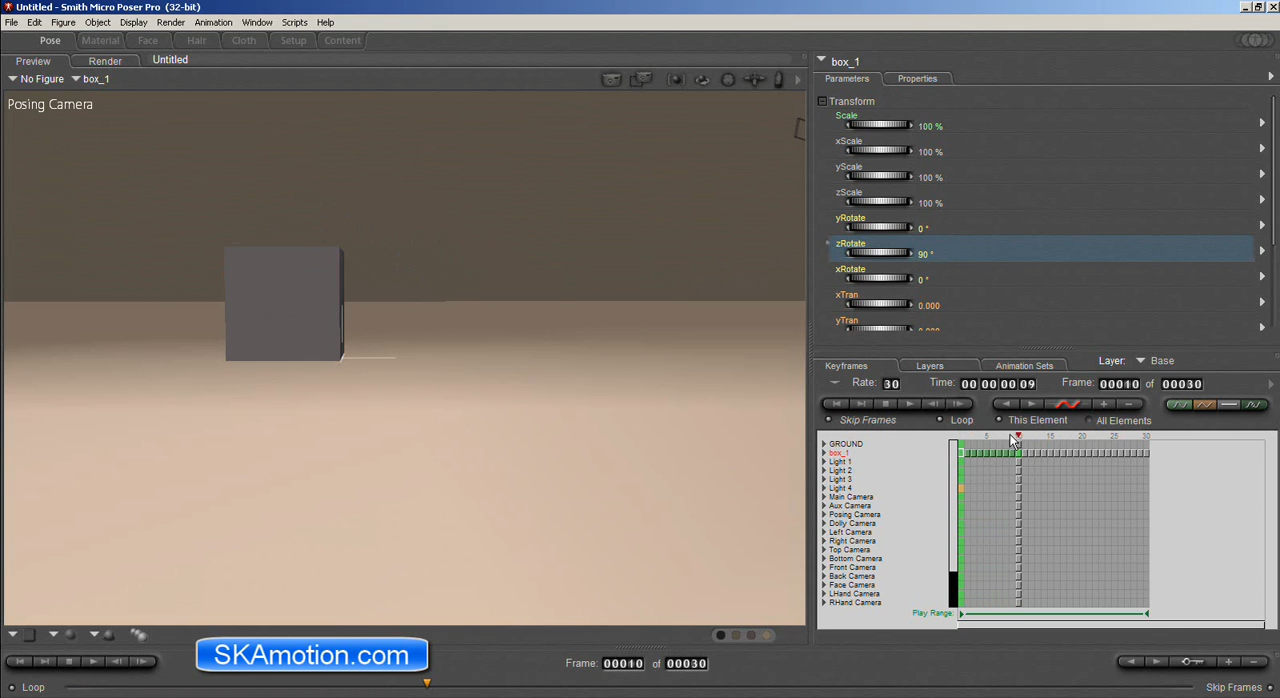 Untitled - Smith Micro Poser Pro (32-bit)
File Edit Figure Object Display Render Animation Window Scripts Help
Pose Material Face Hair Cloth Setup Content
Preview Render Untitled
No Figure box_1
Posing Camera
box_1
Parameters Properties
Transform
Scale
100 %
xScale
100 %
yScale
100 %
zScale
100 %
yRotate
0 °
zRotate
90 °
xRotate
0 °
xTran
0.000
yTran
0.000
Keyframes Layers Animation Sets Layer: Base
Rate: 30 Time: 00 00 00 09 Frame: 00010 of 00030
Skip Frames Loop This Element All Elements
5 15 20 25 30
GROUND
box_1
Light 1
Light 2
Light 3
Light 4
Main Camera
Aux Camera
Posing Camera
Dolly Camera
Left Camera
Right Camera
Top Camera
Bottom Camera
Front Camera
Back Camera
Face Camera
LHand Camera
RHand Camera
Play Range:
SKAmotion.com
Frame: 00010 of 00030
Loop Skip Frames